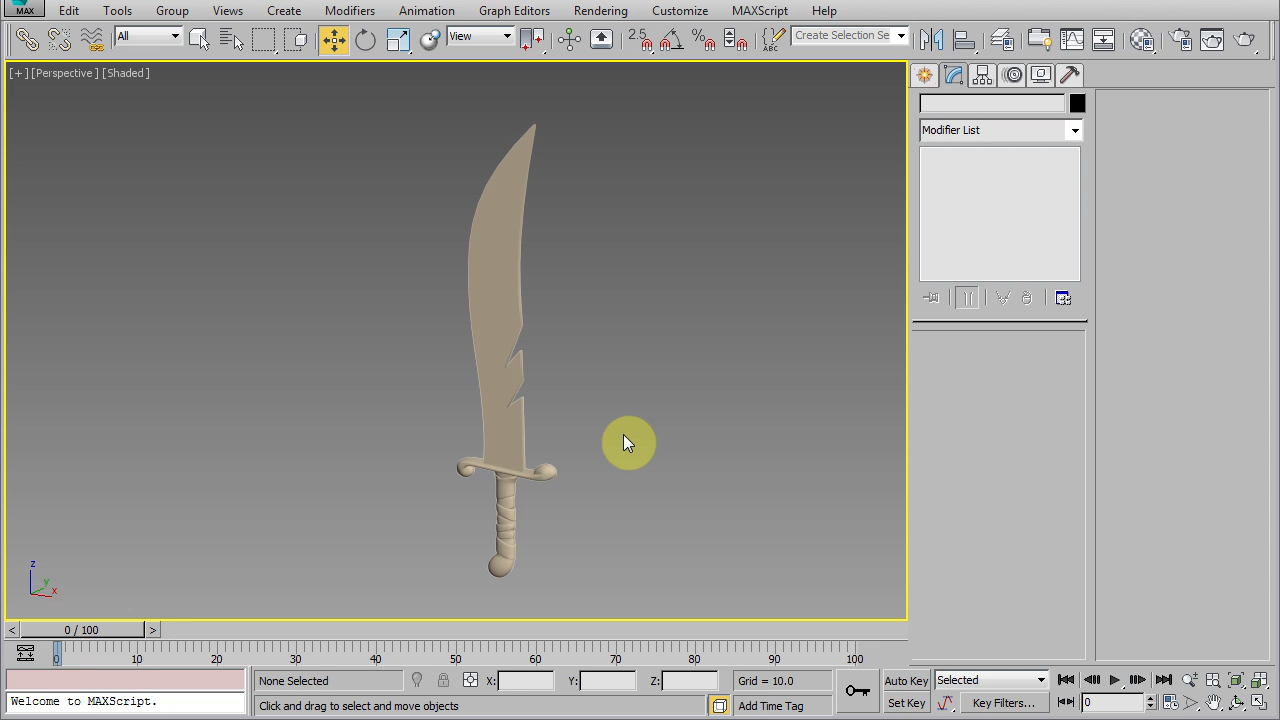 MAX Edit Tools Group Views Create Modifiers Animation Graph Editors Rendering Customize MAXScript Help
All View 2.5 % ABC Create Selection Se
[+] [Perspective] [Shaded]
Modifier List
z
y
x
< 0 / 100 >
0 10 20 30 40 50 60 70 80 90 100
None Selected X: Y: Z: Grid = 10.0 Auto Key Selected
Welcome to MAXScript. Click and drag to select and move objects Add Time Tag Set Key Key Filters... 0